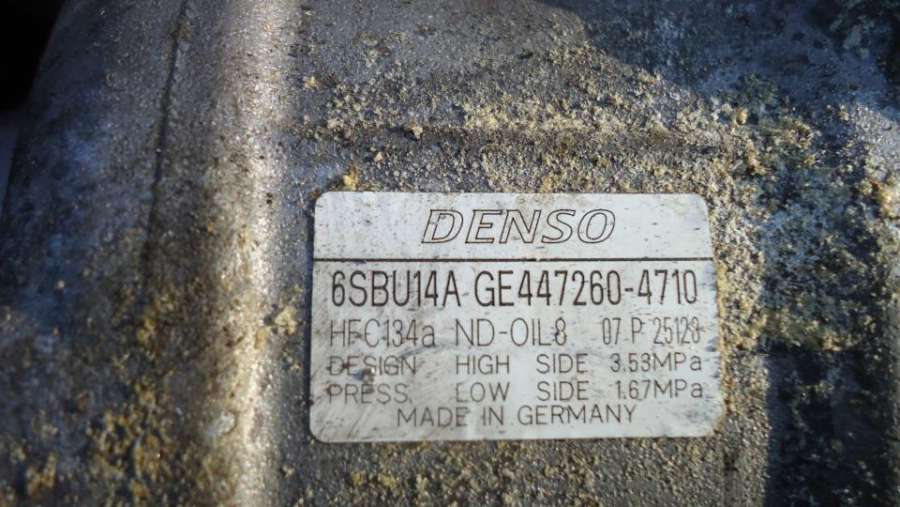 DENSO
6SBU14A GE447260-4710
HFC134a ND-OIL8 07 P 25128
DESIGN HIGH SIDE 3.53MPa
PRESS LOW SIDE 1.67MPa
MADE IN GERMANY